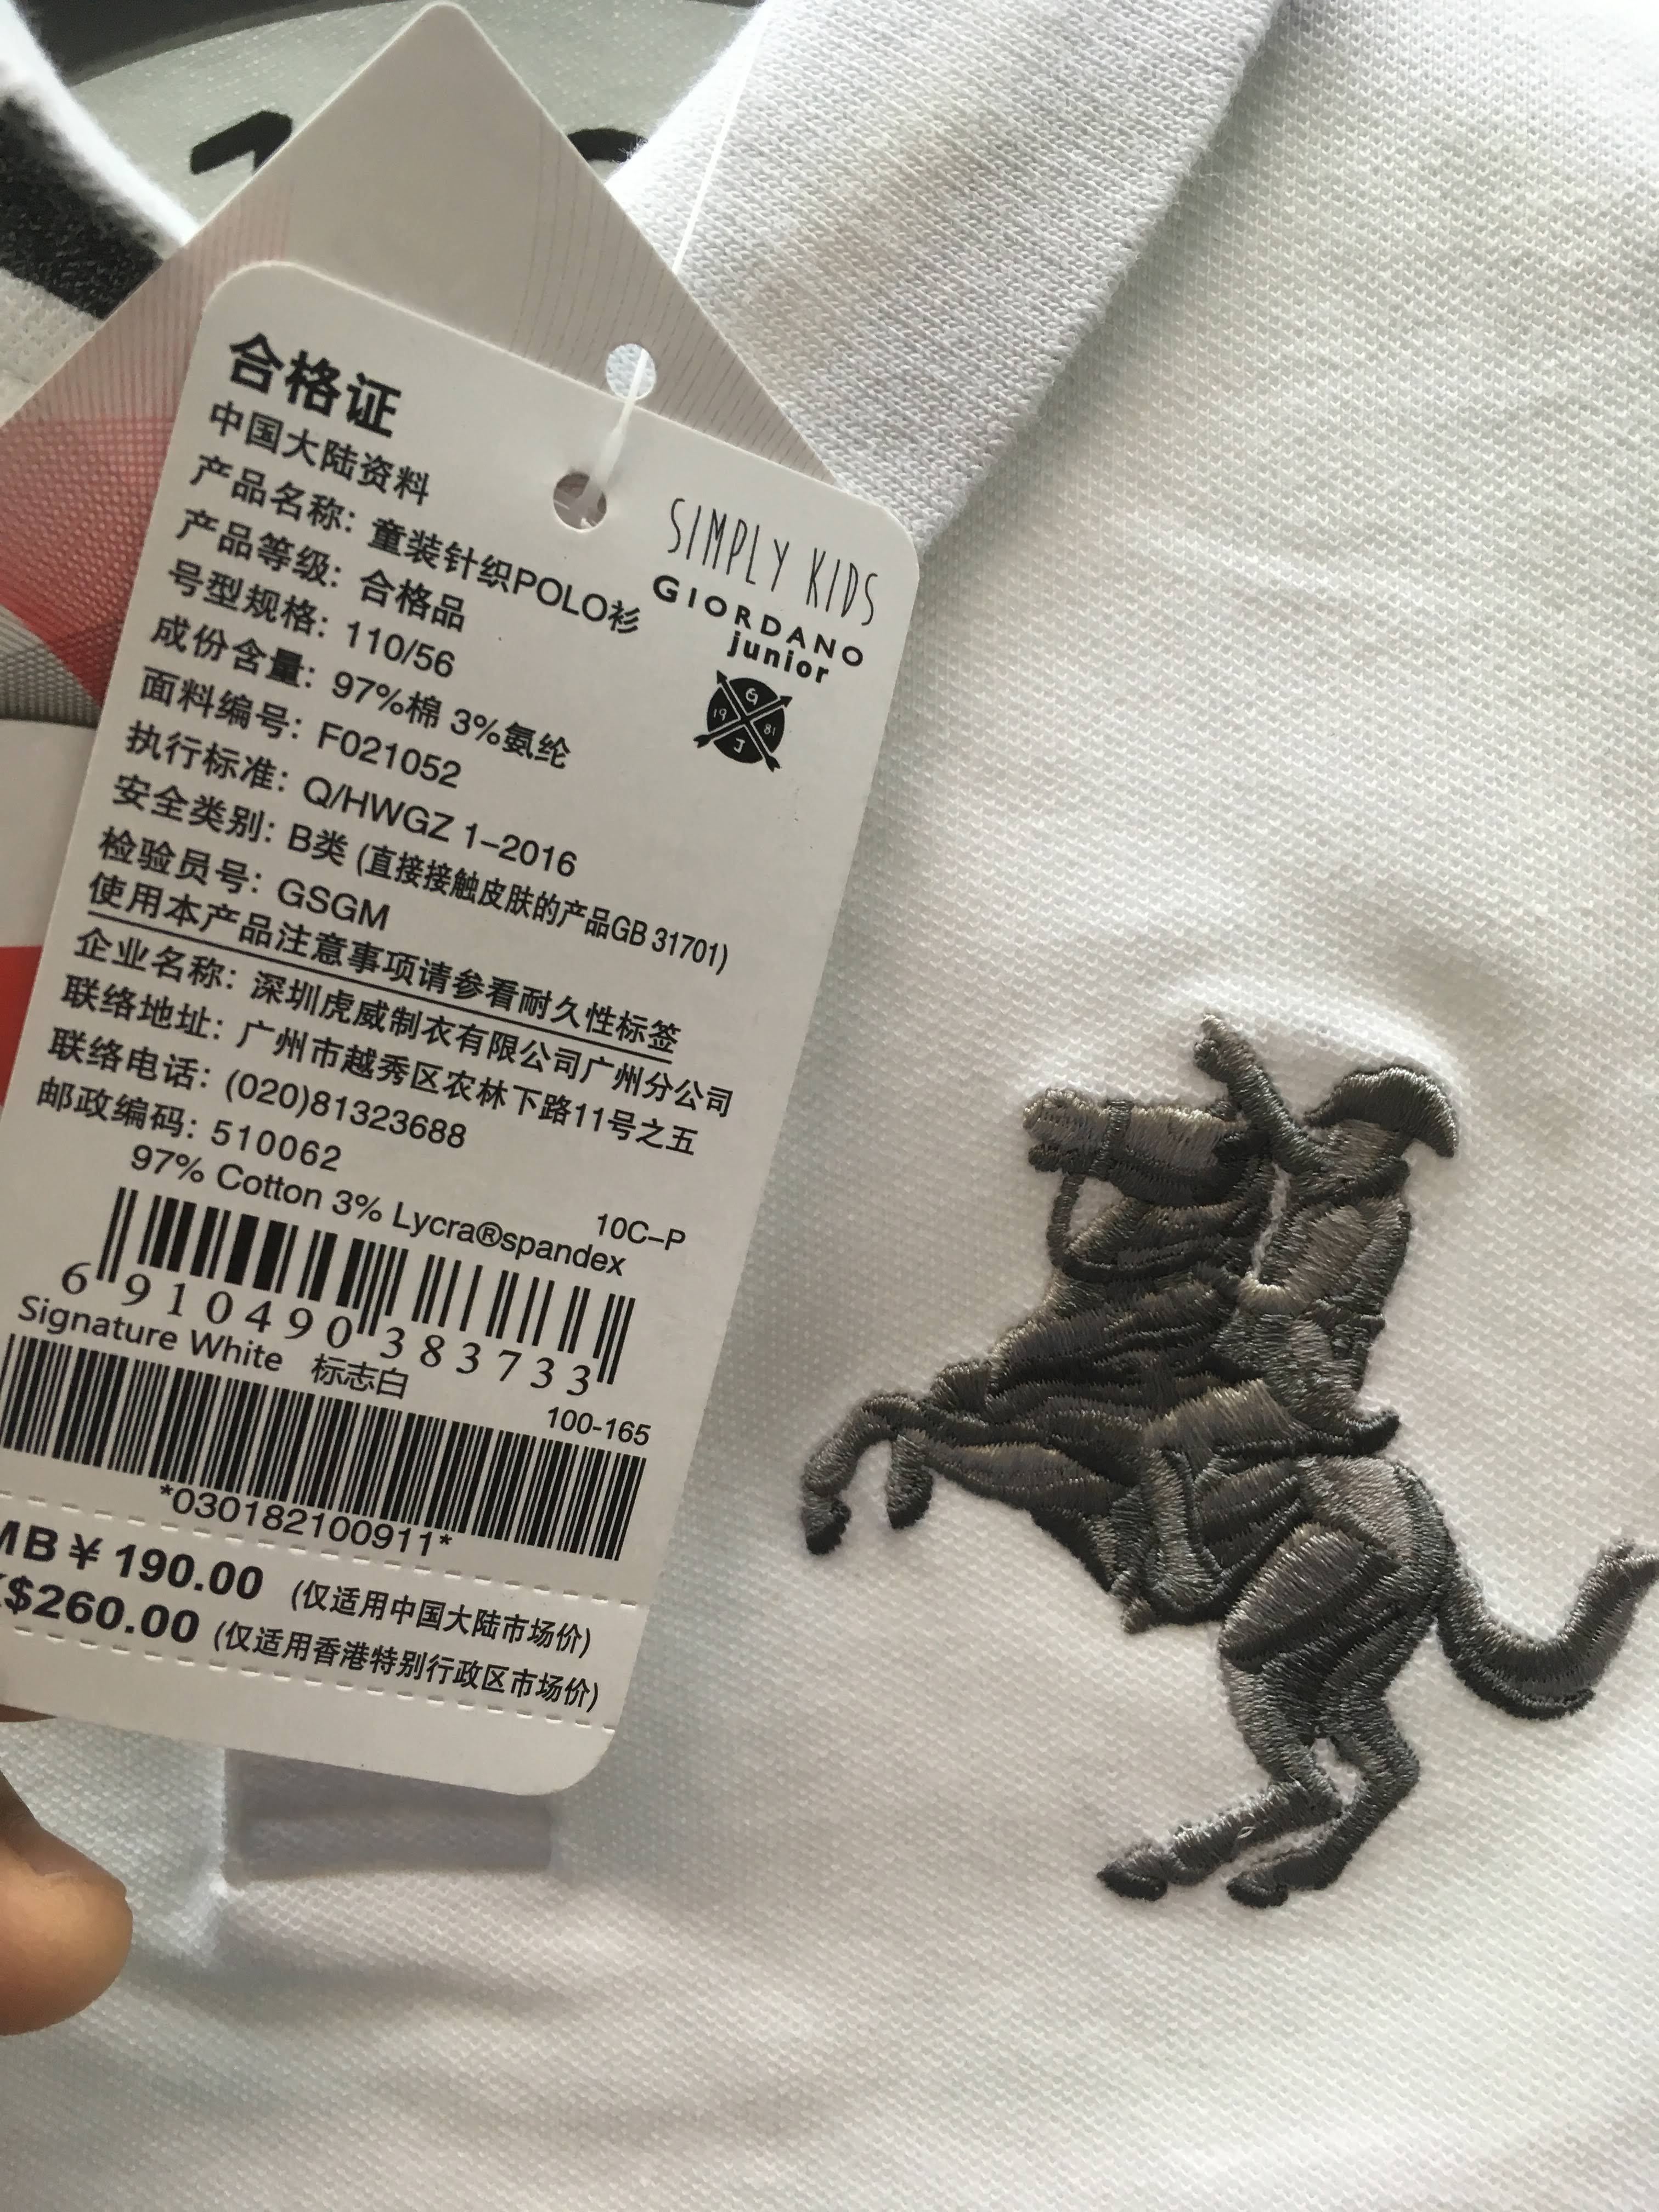 合格证
中国大陆资料
产品名称: 童装针织POLO衫
产品等级: 合格品
号型规格: 110/56
成份含量: 97%棉 3%氨纶
面料编号: F021052
执行标准: Q/HWGZ 1-2016
安全类别: B类 (直接接触皮肤的产品GB 31701)
检验员号: GSGM
使用本产品注意事项请参看耐久性标签
企业名称: 深圳虎威制衣有限公司广州分公司
联络地址: 广州市越秀区农林下路11号之五
联络电话: (020)81323688
邮政编码: 510062
SIMPLY KIDS
GIORDANO
junior
G
19 81
J
10C-P
97% Cotton 3% Lycra®spandex
6 910490 383733
Signature White 标志白
100-165
*030182100911*
MB ¥ 190.00 (仅适用中国大陆市场价)
$260.00 (仅适用香港特别行政区市场价)